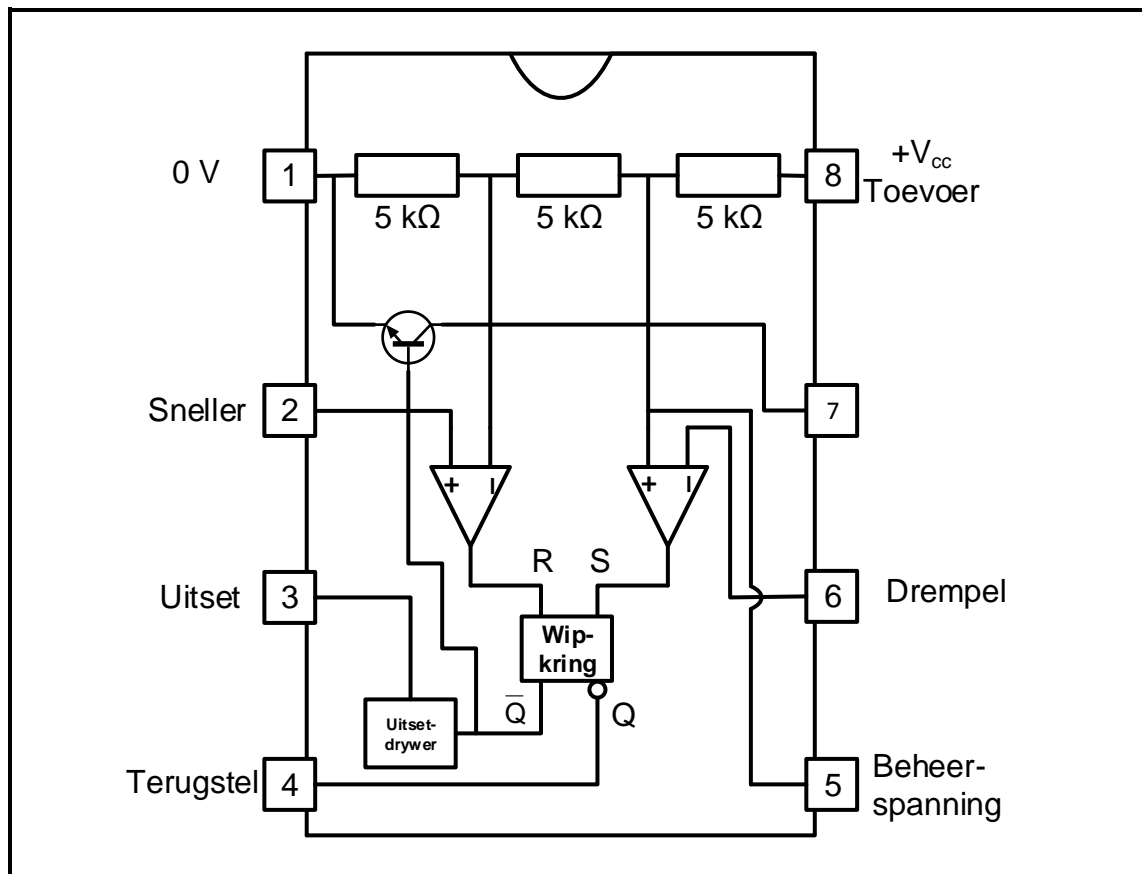 0 V
1
5 kΩ
5 kΩ
5 kΩ
8
+Vcc
Toevoer
Sneller
2
7
+
–
+
–
R
S
Uitset
3
Wip-
kring
6
Drempel
Q̅
Q
Uitset-
drywer
Terugstel
4
5
Beheer-
spanning